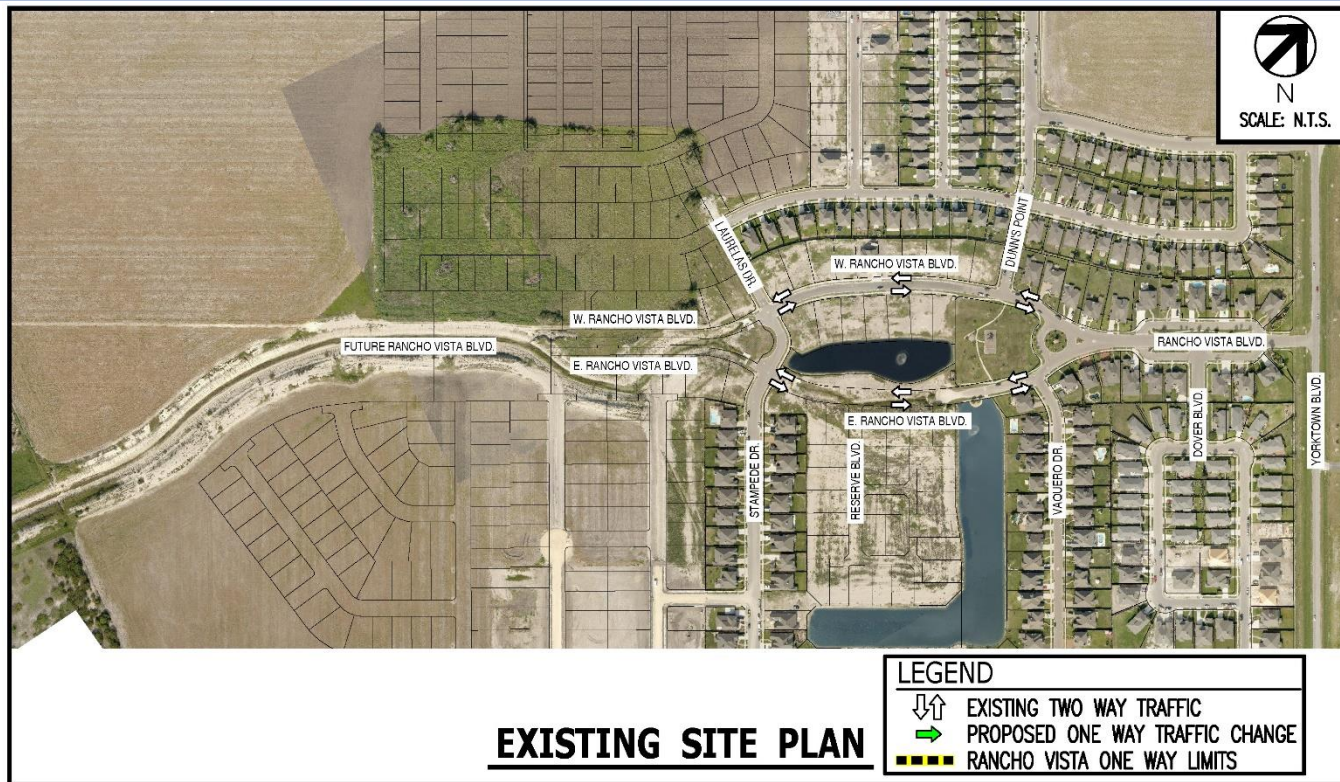 N
SCALE: N.T.S.
LAURELAS DR.
DUNN'S POINT
W. RANCHO VISTA BLVD.
W. RANCHO VISTA BLVD.
FUTURE RANCHO VISTA BLVD.
RANCHO VISTA BLVD.
E. RANCHO VISTA BLVD.
E. RANCHO VISTA BLVD.
STAMPEDE DR.
RESERVE BLVD.
VAQUERO DR.
DOVER BLVD.
YORKTOWN BLVD.
EXISTING SITE PLAN
LEGEND
EXISTING TWO WAY TRAFFIC
PROPOSED ONE WAY TRAFFIC CHANGE
RANCHO VISTA ONE WAY LIMITS